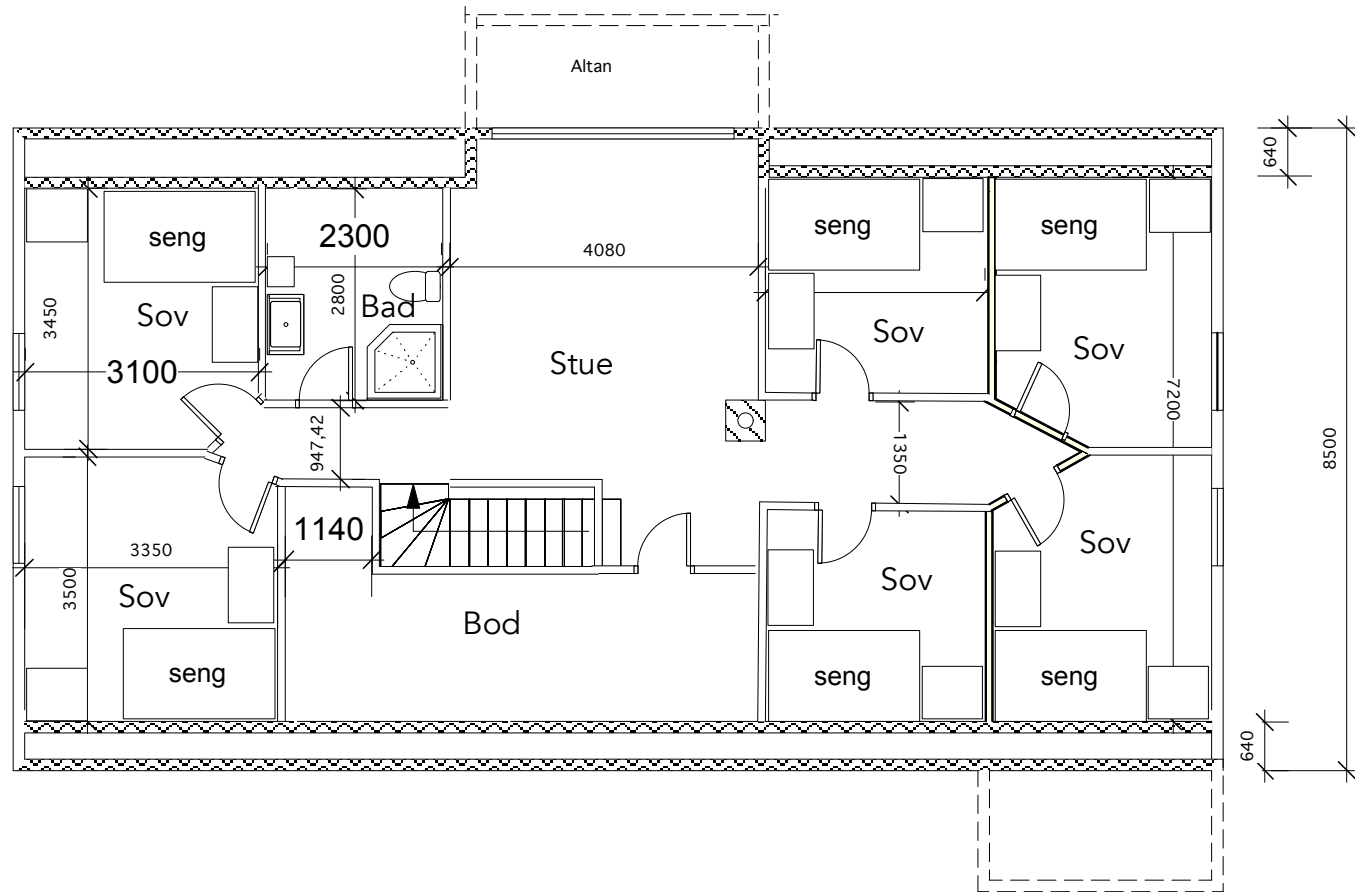 Altan
640
seng
2300
seng
seng
4080
2800
Bad
3450
Sov
Sov
Sov
Stue
3100
7200
947,42
1350
8500
1140
3350
Sov
Sov
3500
Sov
Bod
seng
seng
seng
640